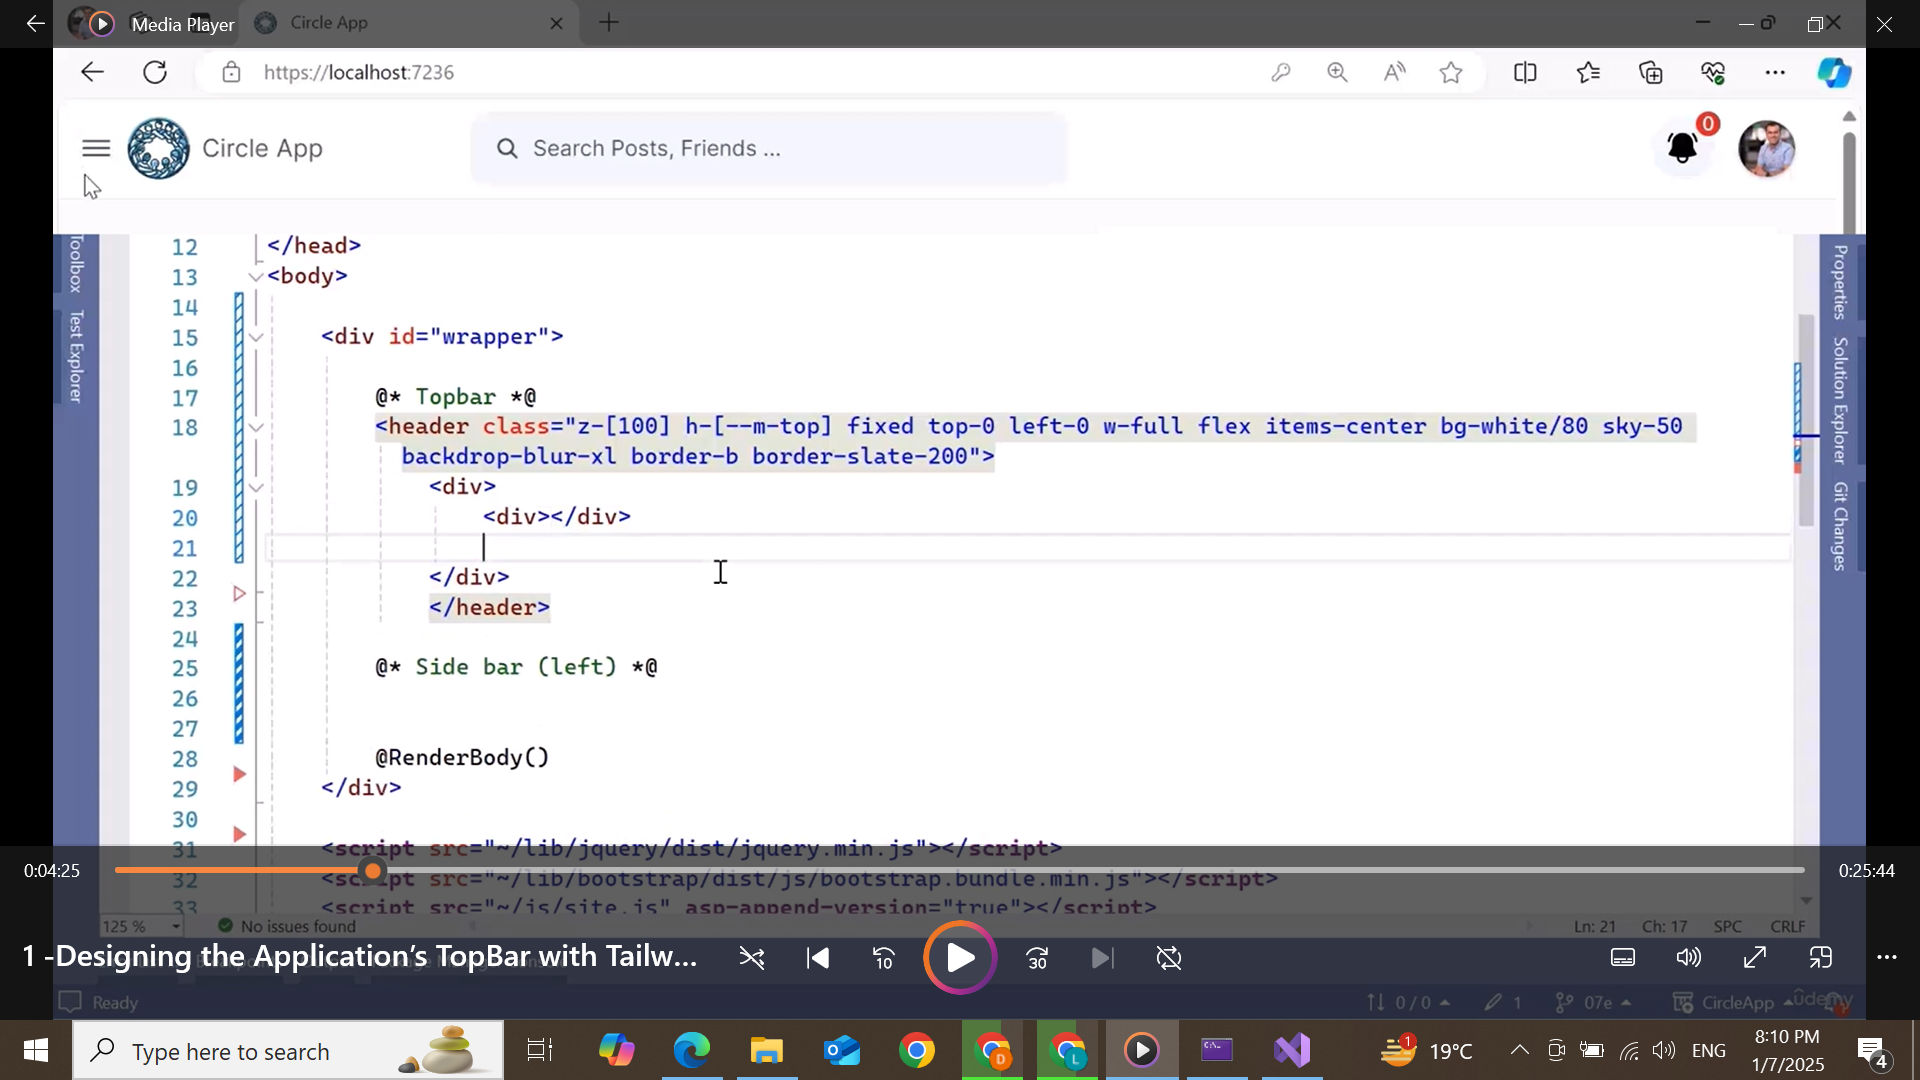 Media Player
Circle App
https://localhost:7236
Circle App
Search Posts, Friends ...
0
Toolbox
Test Explorer
Properties
Solution Explorer
Git Changes
12 </head>
13 <body>
14
15 <div id="wrapper">
16
17 @* Topbar *@
18 <header class="z-[100] h-[--m-top] fixed top-0 left-0 w-full flex items-center bg-white/80 sky-50
backdrop-blur-xl border-b border-slate-200">
19 <div>
20 <div></div>
21
22 </div>
23 </header>
24
25 @* Side bar (left) *@
26
27
28 @RenderBody()
29 </div>
30
31 <script src="~/lib/jquery/dist/jquery.min.js"></script>
32 <script src="~/lib/bootstrap/dist/js/bootstrap.bundle.min.js"></script>
33 <script src="~/js/site.js" asp-append-version="true"></script>
0:04:25
0:25:44
125 %
No issues found
Ln: 21 Ch: 17 SPC CRLF
1 -Designing the Application’s TopBar with Tailw...
10
30
Ready
0 / 0
1
07e
CircleApp
ûdemy
Type here to search
D
L
1
19°C
ENG
8:10 PM
1/7/2025
4